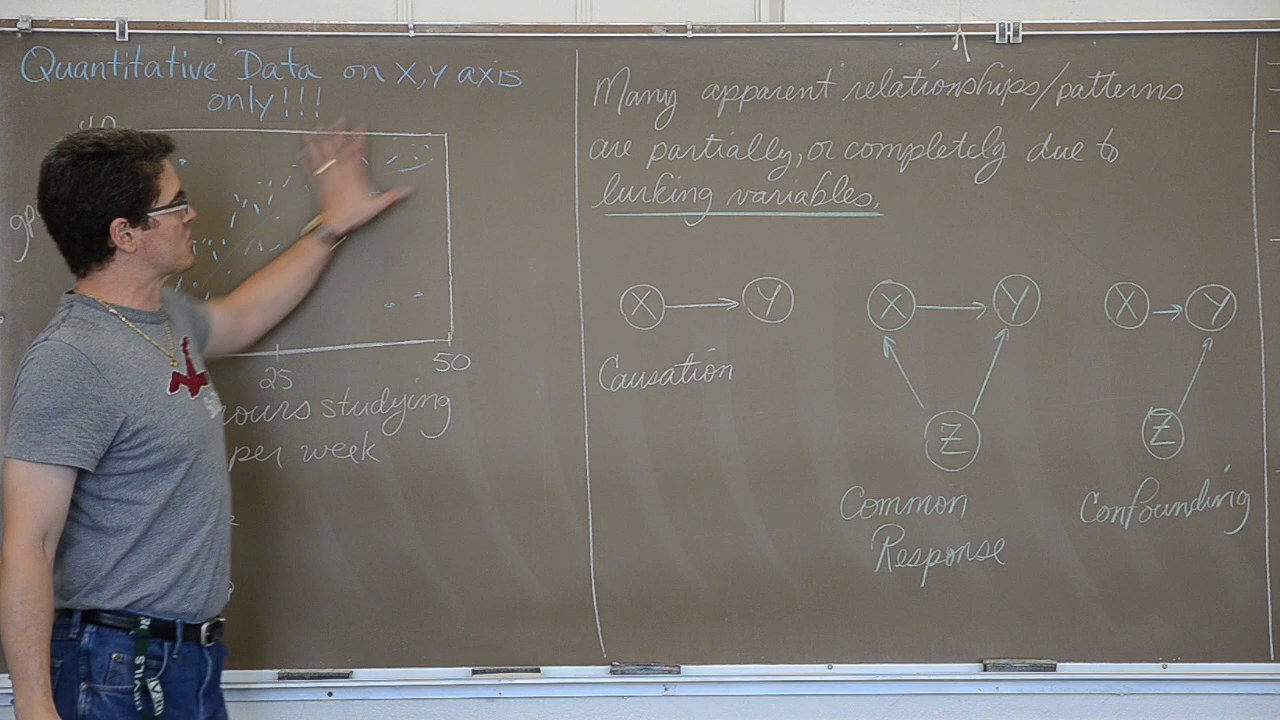 Quantitative Data on X,Y axis
only!!!
40
25
50
hours studying
per week
Many apparent relationships/patterns
are partially, or completely due to
lurking variables.
X Y
Causation
X Y
Z
Common
Response
X Y
Z
Confounding